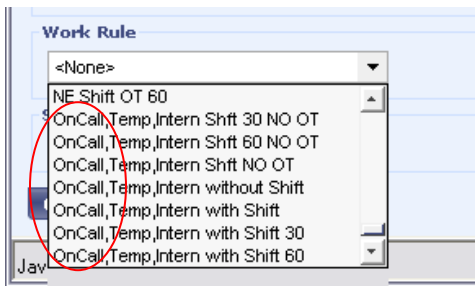 Work Rule
<None>
NE Shift OT 60
OnCall,Temp,Intern Shft 30 NO OT
OnCall,Temp,Intern Shft 60 NO OT
OnCall,Temp,Intern Shft NO OT
OnCall,Temp,Intern without Shift
OnCall,Temp,Intern with Shift
OnCall,Temp,Intern with Shift 30
OnCall,Temp,Intern with Shift 60
Jav